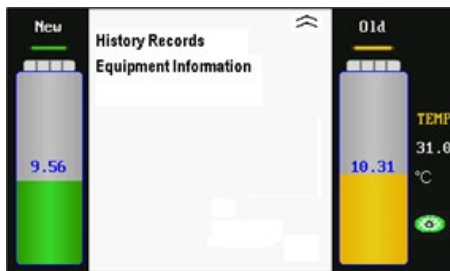 New
History Records
Equipment Information
Old
9.56
10.31
TEMP
31.0
°C